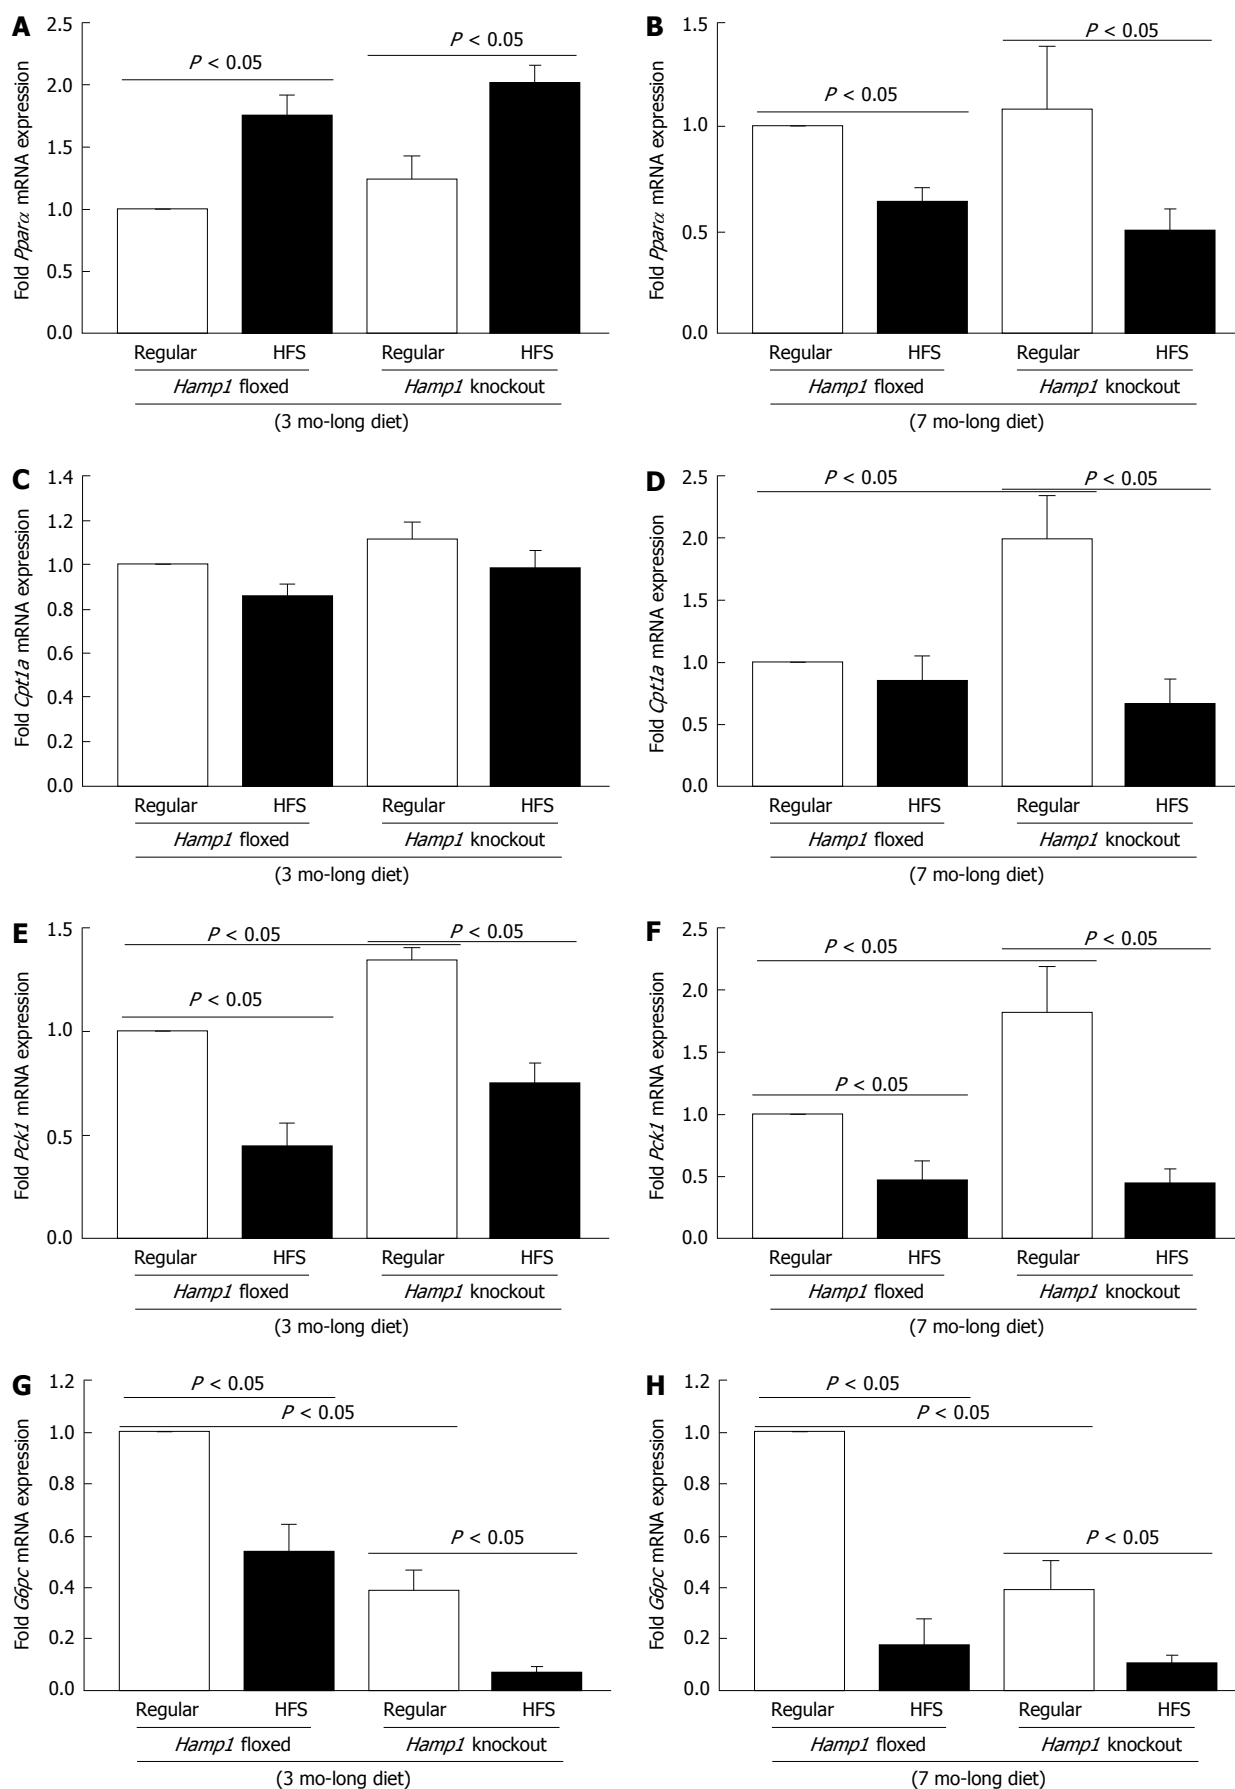 A
Fold Pparα mRNA expression
2.5
2.0
1.5
1.0
0.5
0.0
P < 0.05
P < 0.05
Regular HFS Regular HFS
Hamp1 floxed Hamp1 knockout
(3 mo-long diet)
B
Fold Pparα mRNA expression
1.5
1.0
0.5
0.0
P < 0.05
P < 0.05
Regular HFS Regular HFS
Hamp1 floxed Hamp1 knockout
(7 mo-long diet)
C
Fold Cpt1a mRNA expression
1.4
1.2
1.0
0.8
0.6
0.4
0.2
0.0
Regular HFS Regular HFS
Hamp1 floxed Hamp1 knockout
(3 mo-long diet)
D
Fold Cpt1a mRNA expression
2.5
2.0
1.5
1.0
0.5
0.0
P < 0.05
P < 0.05
Regular HFS Regular HFS
Hamp1 floxed Hamp1 knockout
(7 mo-long diet)
E
Fold Pck1 mRNA expression
1.5
1.0
0.5
0.0
P < 0.05
P < 0.05
P < 0.05
Regular HFS Regular HFS
Hamp1 floxed Hamp1 knockout
(3 mo-long diet)
F
Fold Pck1 mRNA expression
2.5
2.0
1.5
1.0
0.5
0.0
P < 0.05
P < 0.05
P < 0.05
Regular HFS Regular HFS
Hamp1 floxed Hamp1 knockout
(7 mo-long diet)
G
Fold G6pc mRNA expression
1.2
1.0
0.8
0.6
0.4
0.2
0.0
P < 0.05
P < 0.05
P < 0.05
Regular HFS Regular HFS
Hamp1 floxed Hamp1 knockout
(3 mo-long diet)
H
Fold G6pc mRNA expression
1.2
1.0
0.8
0.6
0.4
0.2
0.0
P < 0.05
P < 0.05
P < 0.05
Regular HFS Regular HFS
Hamp1 floxed Hamp1 knockout
(7 mo-long diet)